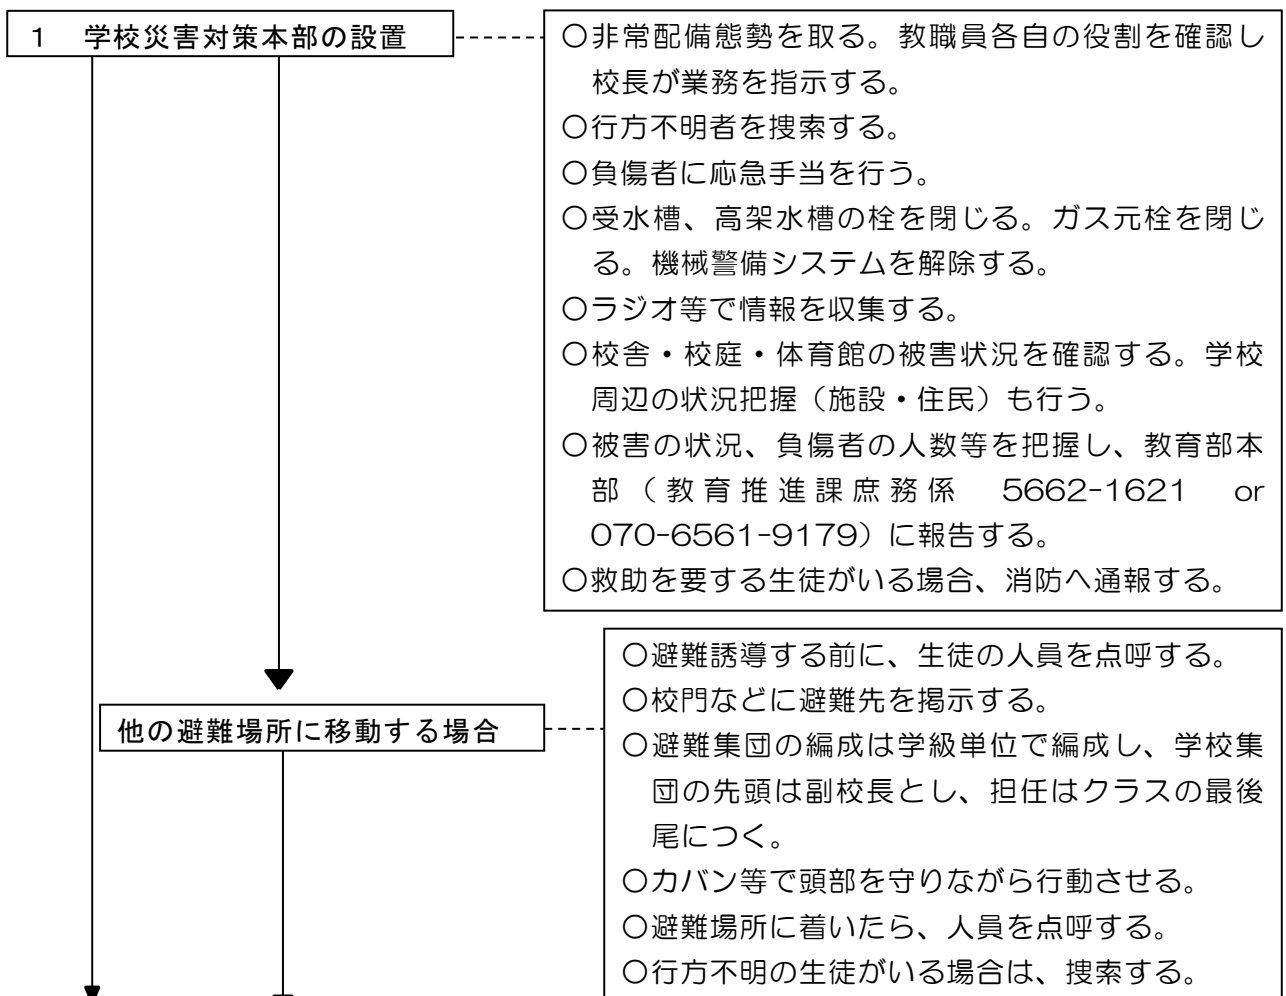 １　学校災害対策本部の設置
○非常配備態勢を取る。教職員各自の役割を確認し
校長が業務を指示する。
○行方不明者を捜索する。
○負傷者に応急手当を行う。
○受水槽、高架水槽の栓を閉じる。ガス元栓を閉じ
る。機械警備システムを解除する。
○ラジオ等で情報を収集する。
○校舎・校庭・体育館の被害状況を確認する。学校
周辺の状況把握（施設・住民）も行う。
○被害の状況、負傷者の人数等を把握し、教育部本
部（教育推進課庶務係　5662-1621　or
070-6561-9179）に報告する。
○救助を要する生徒がいる場合、消防へ通報する。
他の避難場所に移動する場合
○避難誘導する前に、生徒の人員を点呼する。
○校門などに避難先を掲示する。
○避難集団の編成は学級単位で編成し、学校集
団の先頭は副校長とし、担任はクラスの最後
尾につく。
○カバン等で頭部を守りながら行動させる。
○避難場所に着いたら、人員を点呼する。
○行方不明の生徒がいる場合は、捜索する。